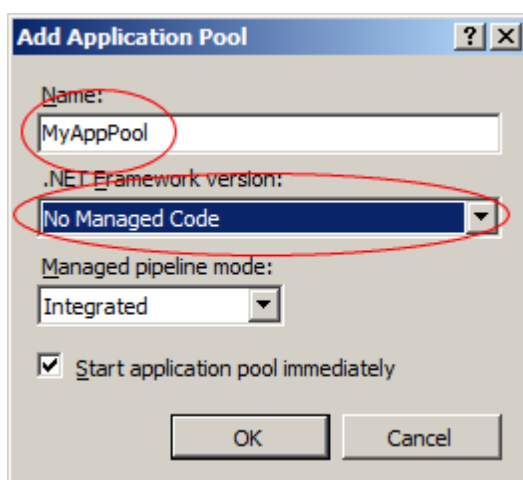 Add Application Pool
Name:
MyAppPool
.NET Framework version:
No Managed Code
Managed pipeline mode:
Integrated
Start application pool immediately
OK Cancel